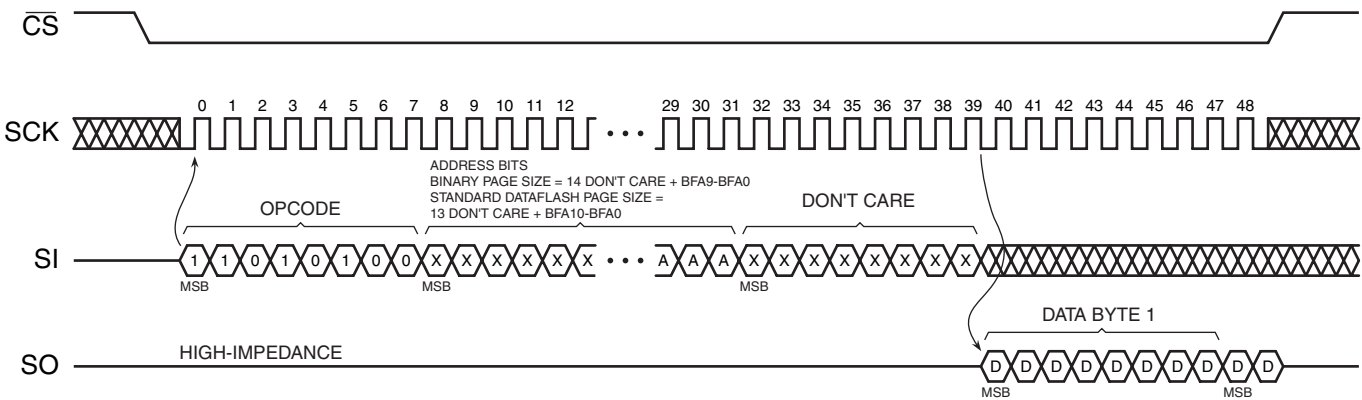 CS
SCK
0 1 2 3 4 5 6 7 8 9 10 11 12 29 30 31 32 33 34 35 36 37 38 39 40 41 42 43 44 45 46 47 48
ADDRESS BITS
BINARY PAGE SIZE = 14 DON'T CARE + BFA9-BFA0
STANDARD DATAFLASH PAGE SIZE =
13 DON'T CARE + BFA10-BFA0
OPCODE
DON'T CARE
SI
1 1 0 1 0 1 0 0 X X X X X X A A A X X X X X X X X
MSB MSB MSB
DATA BYTE 1
SO
HIGH-IMPEDANCE
D D D D D D D D D D
MSB MSB